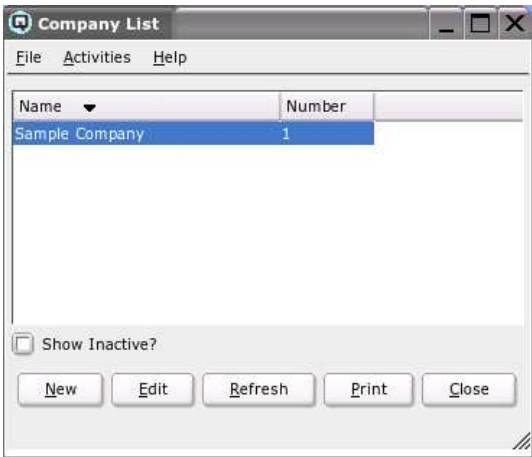 Company List
File Activities Help
Name Number
Sample Company 1
Show Inactive?
New Edit Refresh Print Close